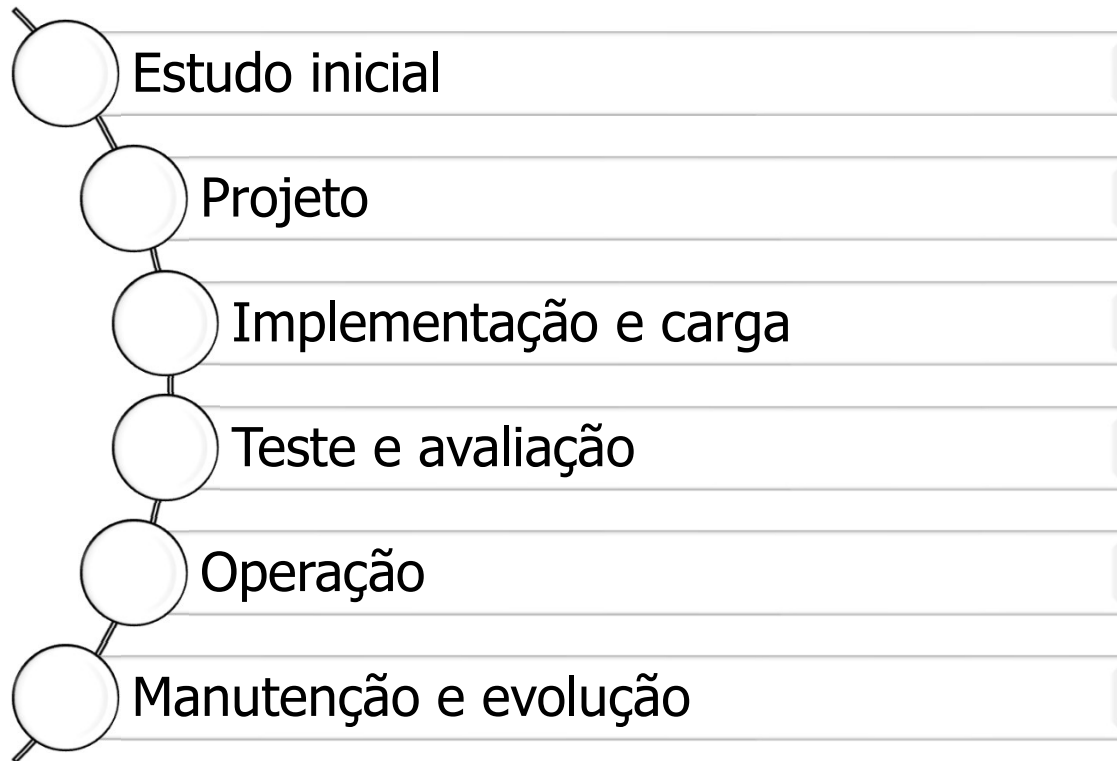 Estudo inicial
Projeto
Implementação e carga
Teste e avaliação
Operação
Manutenção e evolução